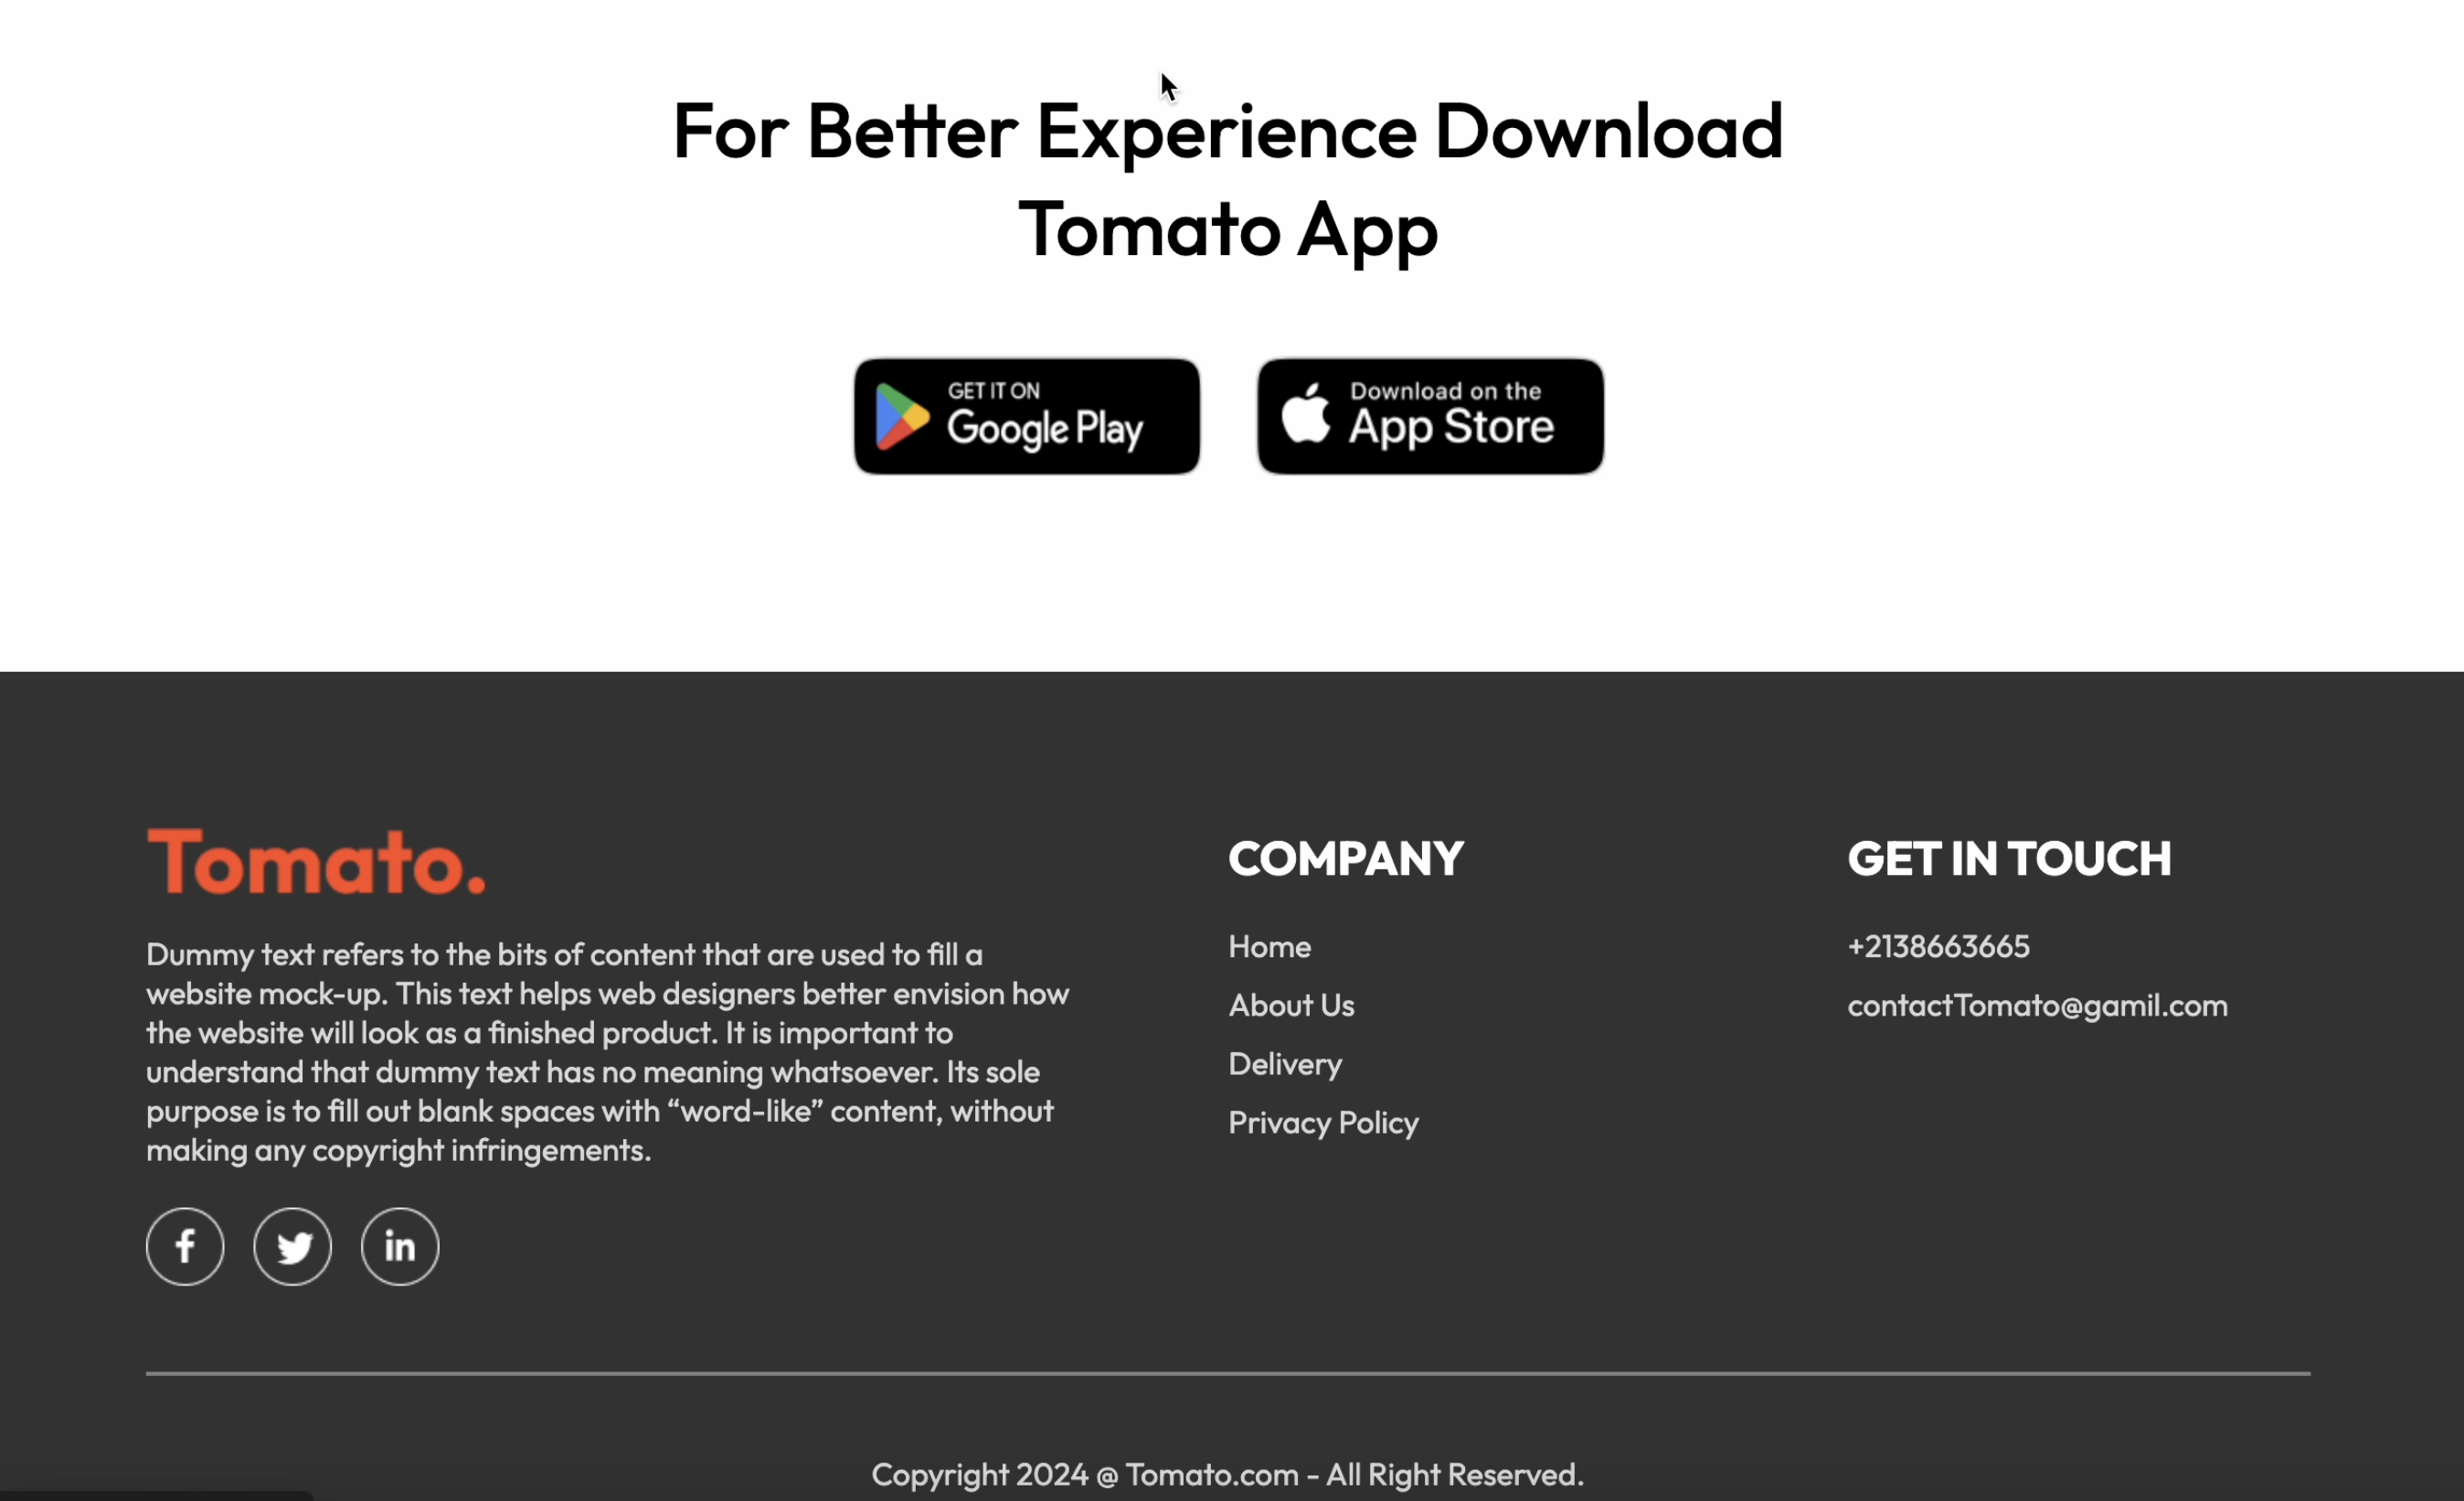 For Better Experience Download
Tomato App
GET IT ON
Google Play
Download on the
App Store
Tomato.
Dummy text refers to the bits of content that are used to fill a
website mock-up. This text helps web designers better envision how
the website will look as a finished product. It is important to
understand that dummy text has no meaning whatsoever. Its sole
purpose is to fill out blank spaces with “word-like” content, without
making any copyright infringements.
f
in
COMPANY
Home
About Us
Delivery
Privacy Policy
GET IN TOUCH
+2138663665
contactTomato@gamil.com
Copyright 2024 @ Tomato.com - All Right Reserved.